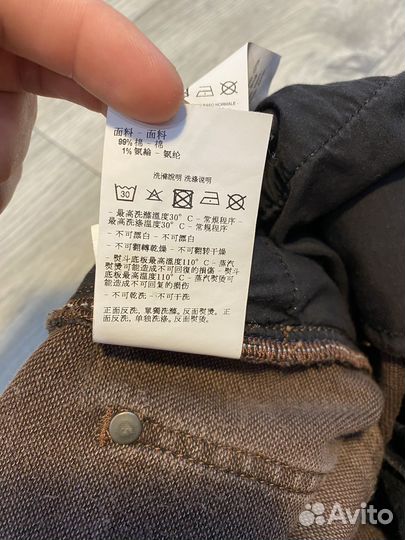 RAMMO NORMALE -
面料 - 面料
99% 棉 - 棉
1% 氨綸 - 氨纶
洗滌說明 洗涤说明
30
- 最高洗滌溫度30° C - 常規程序 -
- 最高洗涤温度30° C - 常规程序 -
- 不可漂白 - 不可漂白 -
- 不可翻轉乾燥 - 不可翻转干燥 -
- 熨斗底板最高溫度110° C - 蒸汽
熨燙可能造成不可回復的損傷 - 熨斗
底板最高温度110° C - 蒸汽熨烫可
能造成不可回复的损伤 -
- 不可乾洗 - 不可干洗 -
正面反洗, 單獨洗滌, 反面熨燙.
正面反洗, 单独洗涤, 反面熨烫.
Avito